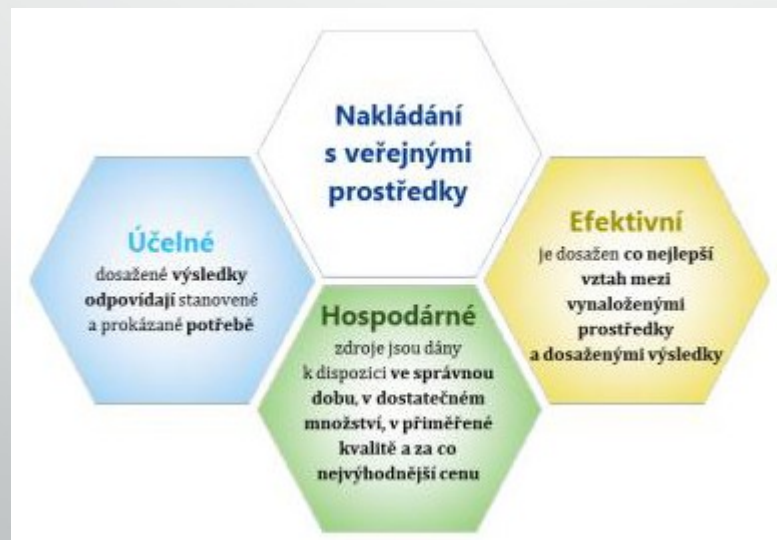 Nakládání
s veřejnými
prostředky
Účelné
dosažené výsledky
odpovídají stanovené
a prokázané potřebě
Hospodárné
zdroje jsou dány
k dispozici ve správnou
dobu, v dostatečném
množství, v přiměřené
kvalitě a za co
nejvýhodnější cenu
Efektivní
je dosažen co nejlepší
vztah mezi
vynaloženými
prostředky
a dosaženými výsledky